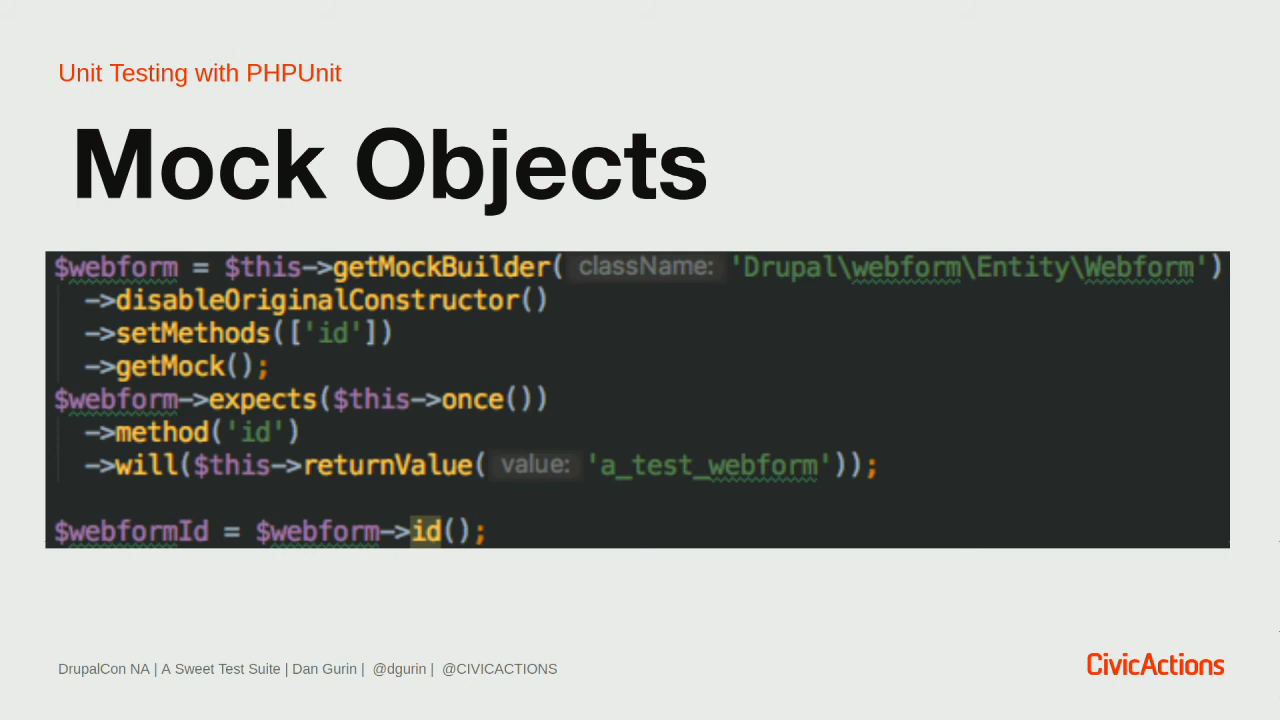 Unit Testing with PHPUnit
Mock Objects
$webform = $this->getMockBuilder( className: 'Drupal\webform\Entity\Webform')
->disableOriginalConstructor()
->setMethods(['id'])
->getMock();
$webform->expects($this->once())
->method('id')
->will($this->returnValue( value: 'a_test_webform'));
$webformId = $webform->id();
DrupalCon NA | A Sweet Test Suite | Dan Gurin | @dgurin | @CIVICACTIONS
CivicActions